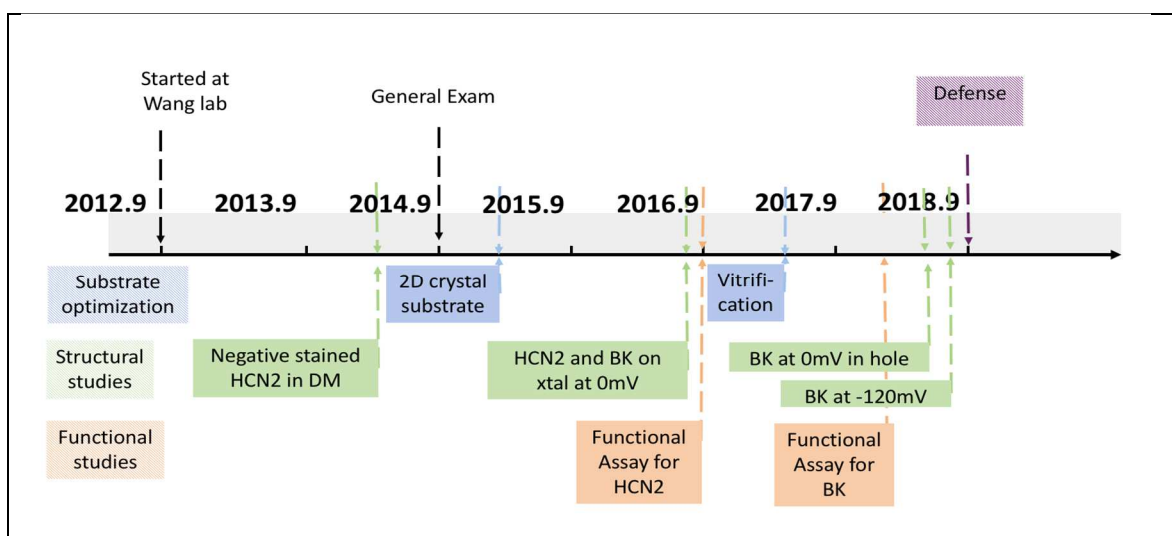 Started at
Wang lab
General Exam
Defense
2012.9
2013.9
2014.9
2015.9
2016.9
2017.9
2018.9
Substrate
optimization
2D crystal
substrate
Vitrifi-
cation
Structural
studies
Negative stained
HCN2 in DM
HCN2 and BK on
xtal at 0mV
BK at 0mV in hole
BK at -120mV
Functional
studies
Functional
Assay for
HCN2
Functional
Assay for
BK